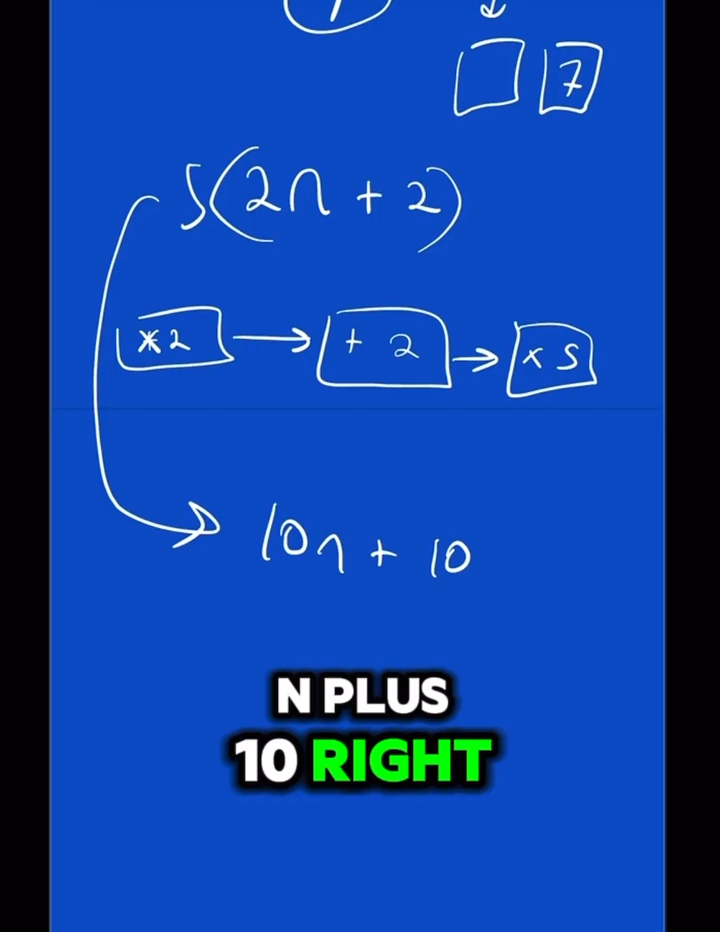 7
5(2n + 2)
×2 → + 2 → × 5
10n + 10
N PLUS
10 RIGHT